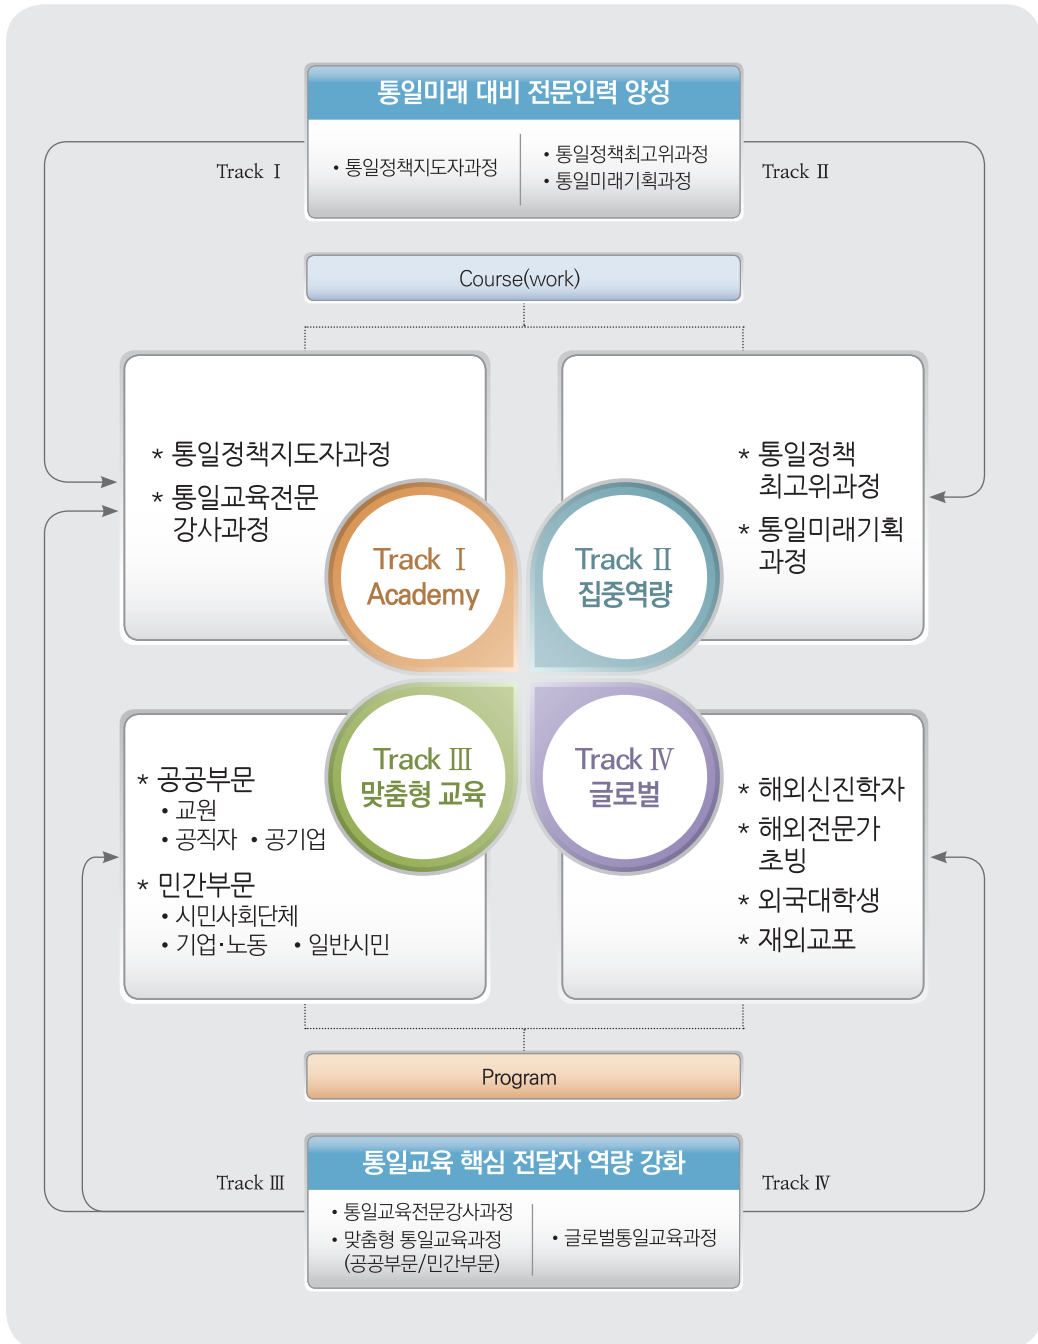 통일미래 대비 전문인력 양성
Track Ⅰ
• 통일정책지도자과정
• 통일정책최고위과정
• 통일미래기획과정
Track Ⅱ
Course(work)
* 통일정책지도자과정
* 통일교육전문
강사과정
Track Ⅰ
Academy
* 통일정책
최고위과정
* 통일미래기획
과정
Track Ⅱ
집중역량
* 공공부문
• 교원
• 공직자 • 공기업
* 민간부문
• 시민사회단체
• 기업·노동 • 일반시민
Track Ⅲ
맞춤형 교육
Track Ⅳ
글로벌
* 해외신진학자
* 해외전문가
초빙
* 외국대학생
* 재외교포
Program
통일교육 핵심 전달자 역량 강화
Track Ⅲ
• 통일교육전문강사과정
• 맞춤형 통일교육과정
(공공부문/민간부문)
• 글로벌통일교육과정
Track Ⅳ